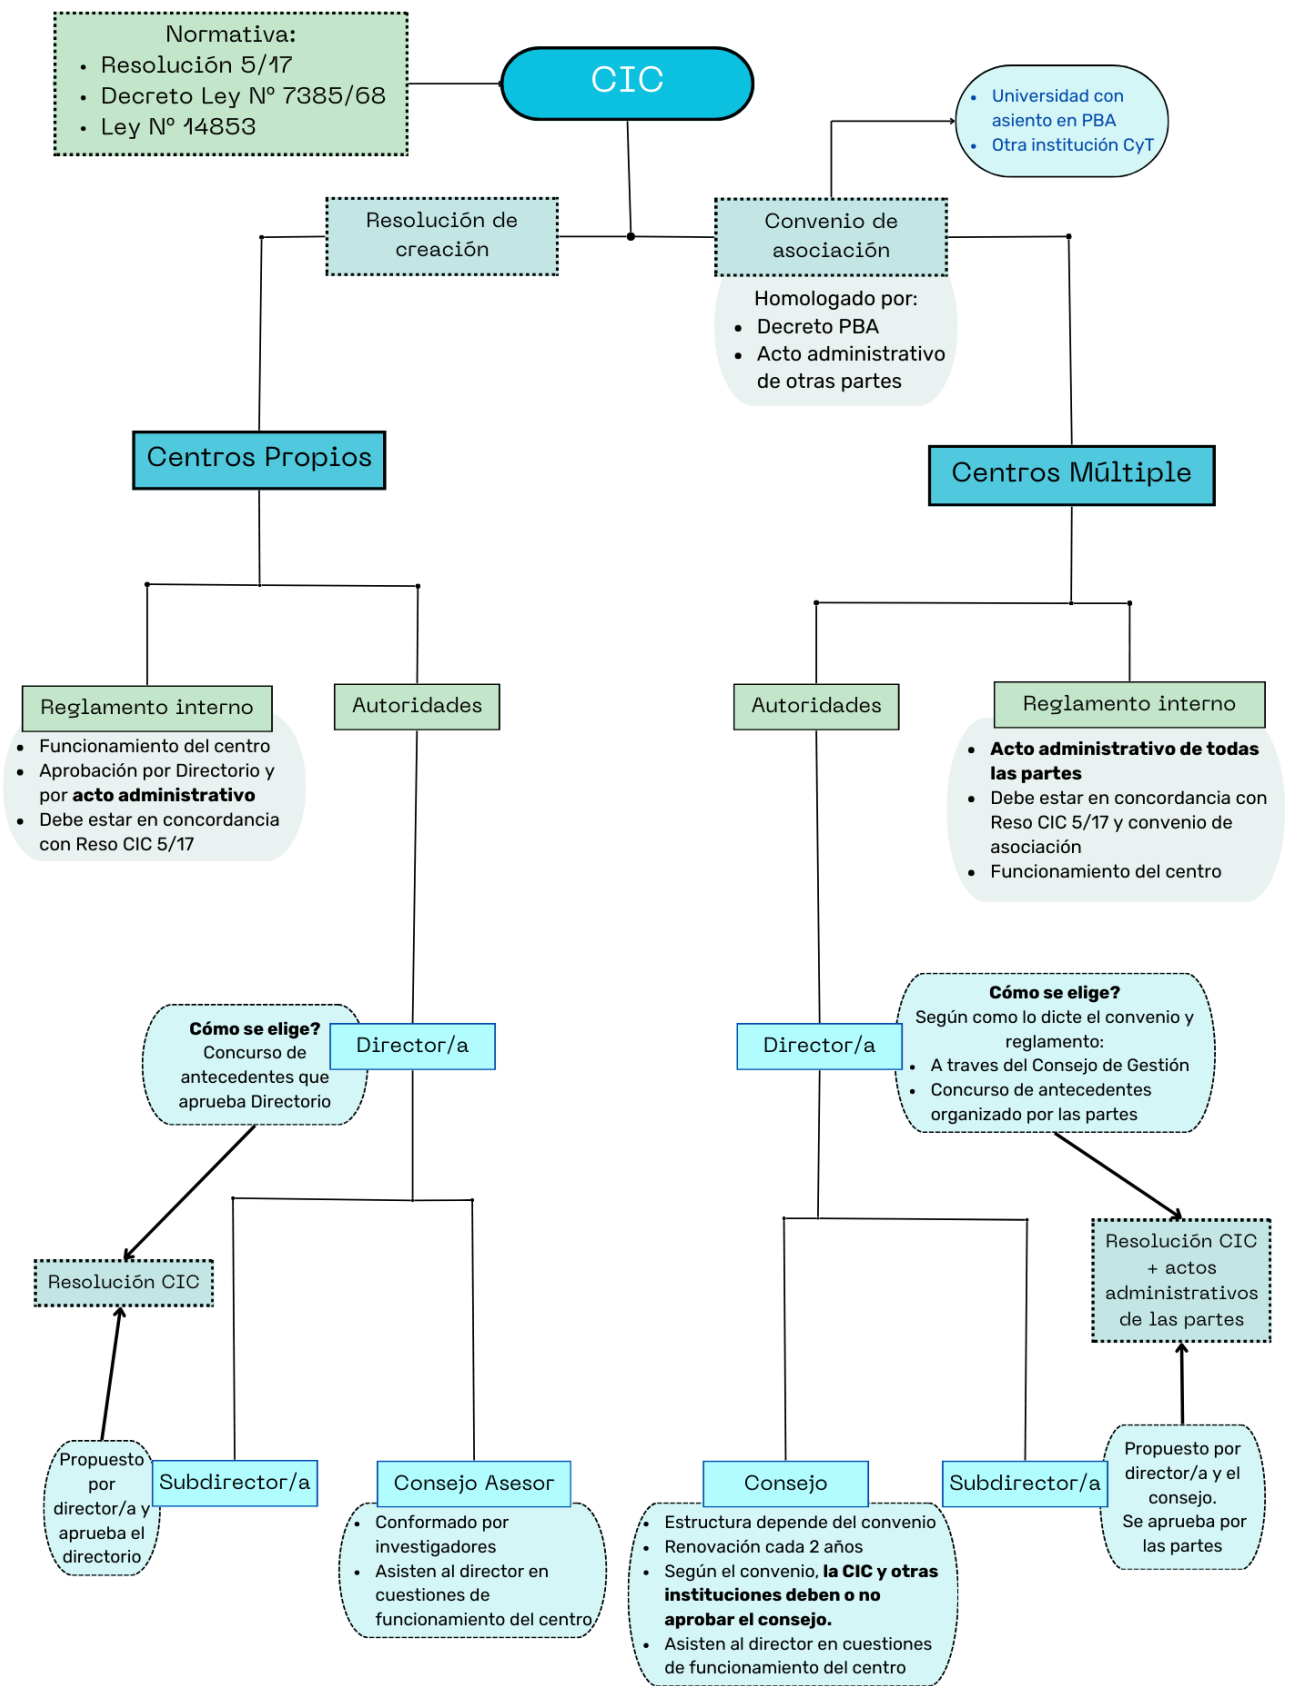 Normativa:
• Resolución 5/17
• Decreto Ley Nº 7385/68
• Ley Nº 14853
CIC
• Universidad con
asiento en PBA
• Otra institución CyT
Resolución de
creación
Convenio de
asociación
Homologado por:
• Decreto PBA
• Acto administrativo
de otras partes
Centros Propios
Centros Múltiple
Reglamento interno
• Funcionamiento del centro
• Aprobación por Directorio y
por acto administrativo
• Debe estar en concordancia
con Reso CIC 5/17
Autoridades
Autoridades
Reglamento interno
• Acto administrativo de todas
las partes
• Debe estar en concordancia con
Reso CIC 5/17 y convenio de
asociación
• Funcionamiento del centro
Cómo se elige?
Concurso de
antecedentes que
aprueba Directorio
Director/a
Director/a
Cómo se elige?
Según como lo dicte el convenio y
reglamento:
• A traves del Consejo de Gestión
• Concurso de antecedentes
organizado por las partes
Resolución CIC
Resolución CIC
+ actos
administrativos
de las partes
Propuesto
por
director/a y
aprueba el
directorio
Subdirector/a
Consejo Asesor
• Conformado por
investigadores
• Asisten al director en
cuestiones de
funcionamiento del centro
Consejo
• Estructura depende del convenio
• Renovación cada 2 años
• Según el convenio, la CIC y otras
instituciones deben o no
aprobar el consejo.
• Asisten al director en cuestiones
de funcionamiento del centro
Subdirector/a
Propuesto por
director/a y el
consejo.
Se aprueba por
las partes